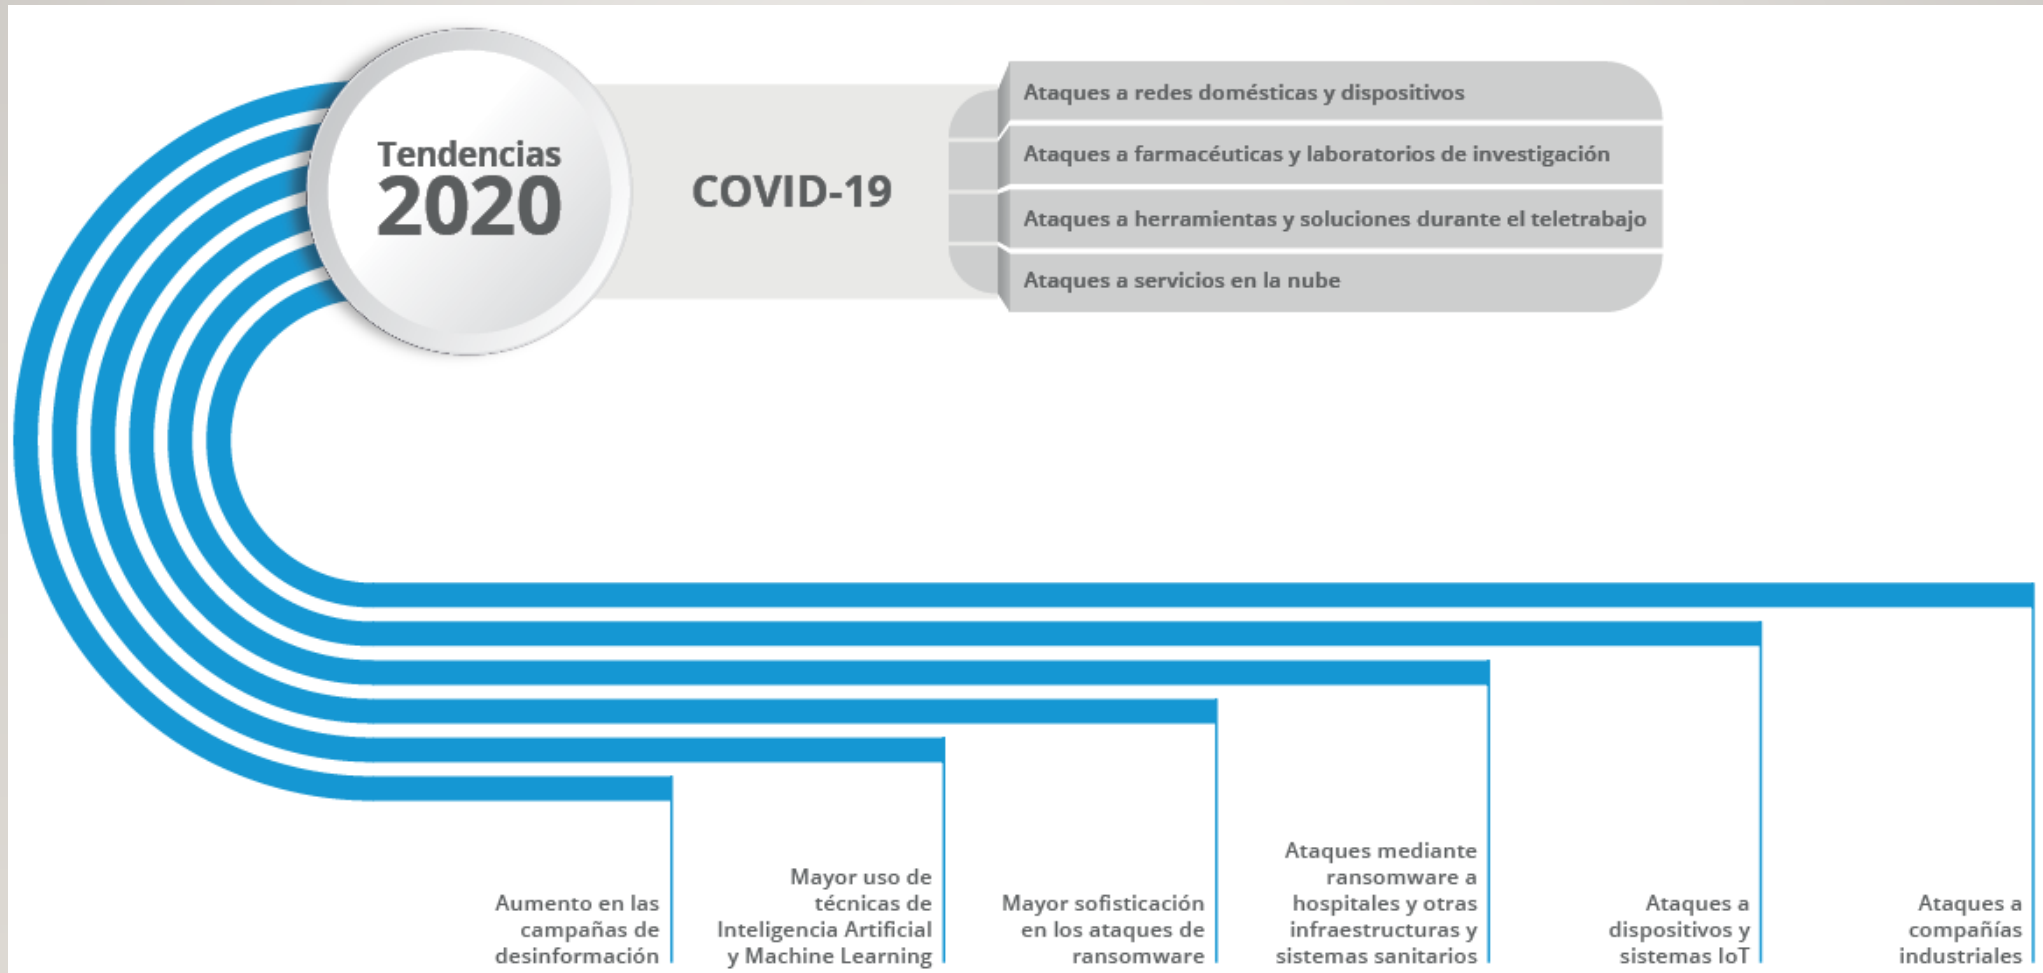 Tendencias
2020
COVID-19
Ataques a redes domésticas y dispositivos
Ataques a farmacéuticas y laboratorios de investigación
Ataques a herramientas y soluciones durante el teletrabajo
Ataques a servicios en la nube
Aumento en las
campañas de
desinformación
Mayor uso de
técnicas de
Inteligencia Artificial
y Machine Learning
Mayor sofisticación
en los ataques de
ransomware
Ataques mediante
ransomware a
hospitales y otras
infraestructuras y
sistemas sanitarios
Ataques a
dispositivos y
sistemas IoT
Ataques a
compañías
industriales